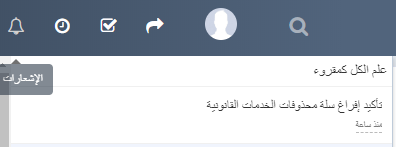 علم الكل كمقروء
الإشعارات
تأكيد إفراغ سلة محذوفات الخدمات القانونية
منذ ساعة